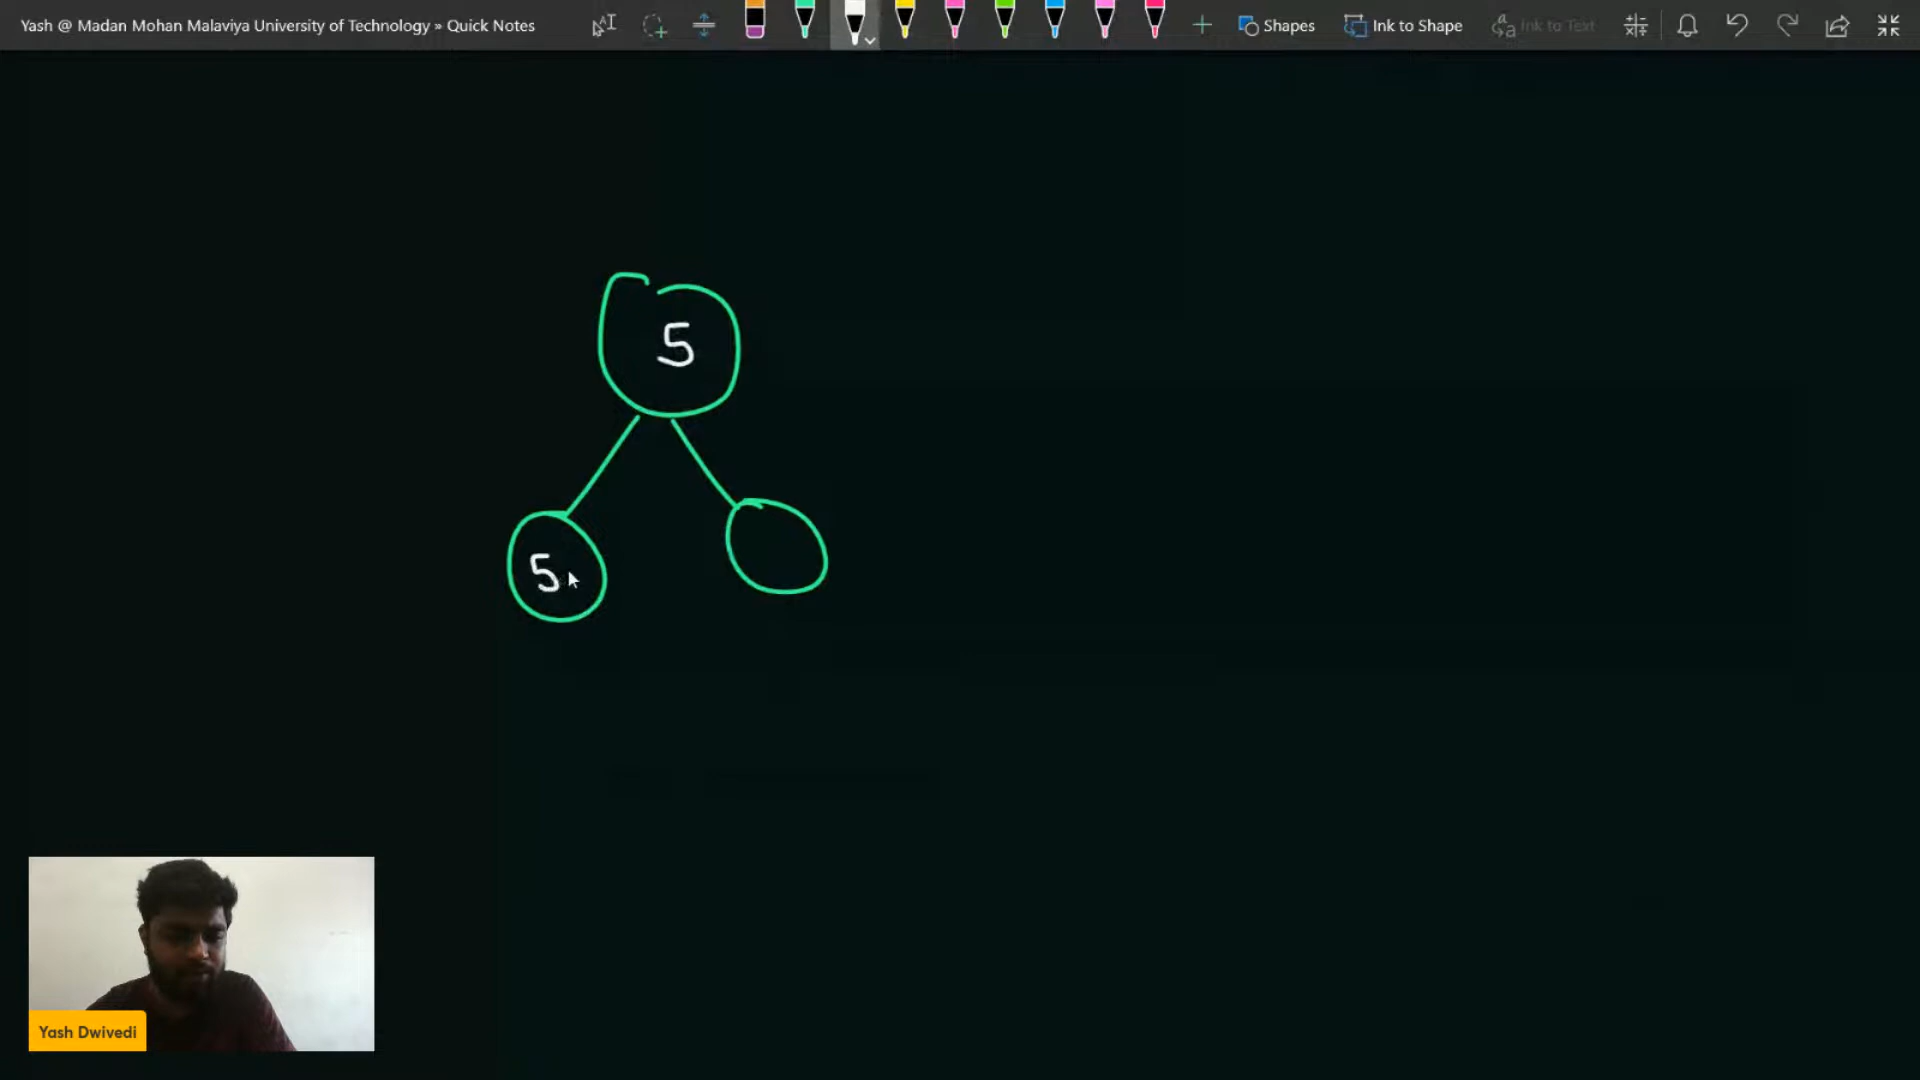 Yash @ Madan Mohan Malaviya University of Technology » Quick Notes
Shapes
Ink to Shape
Ink to Text
5
5
Yash Dwivedi